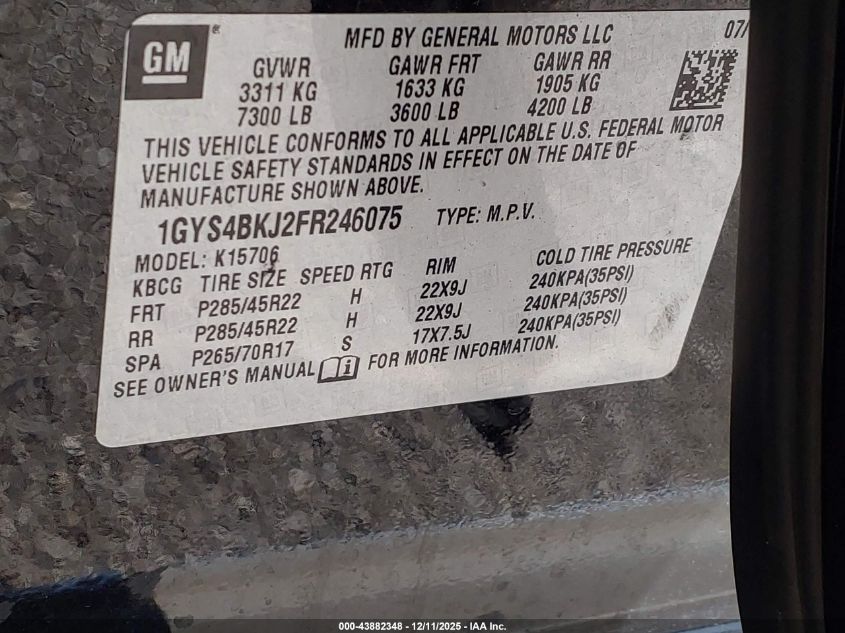 GM
MFD BY GENERAL MOTORS LLC 07/
GVWR GAWR FRT GAWR RR
3311 KG 1633 KG 1905 KG
7300 LB 3600 LB 4200 LB
THIS VEHICLE CONFORMS TO ALL APPLICABLE U.S. FEDERAL MOTOR
VEHICLE SAFETY STANDARDS IN EFFECT ON THE DATE OF
MANUFACTURE SHOWN ABOVE.
1GYS4BKJ2FR246075 TYPE: M.P.V.
MODEL: K15706
KBCG TIRE SIZE SPEED RTG RIM COLD TIRE PRESSURE
FRT P285/45R22 H 22X9J 240KPA(35PSI)
RR P285/45R22 H 22X9J 240KPA(35PSI)
SPA P265/70R17 S 17X7.5J 240KPA(35PSI)
SEE OWNER'S MANUAL FOR MORE INFORMATION.
000-43882348 - 12/11/2025 - IAA Inc.